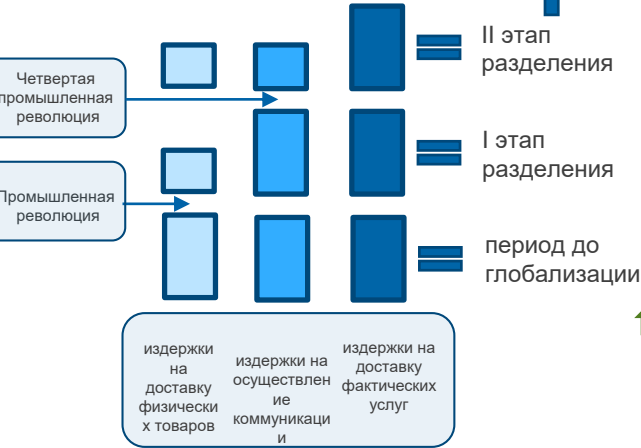 II этап
разделения
Четвертая
промышленная
революция
I этап
разделения
Промышленная
революция
период до
глобализации
издержки
на
доставку
физически
х товаров
издержки на
осуществлен
ие
коммуникаци
и
издержки на
доставку
фактических
услуг